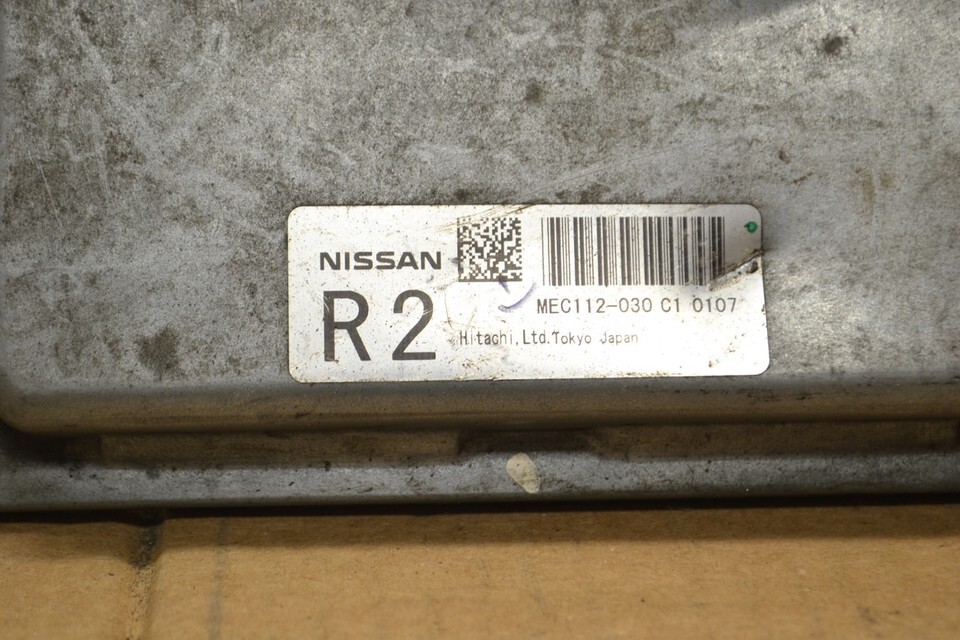 NISSAN
R2
MEC112-030 C1 0107
Hitachi,Ltd.Tokyo Japan